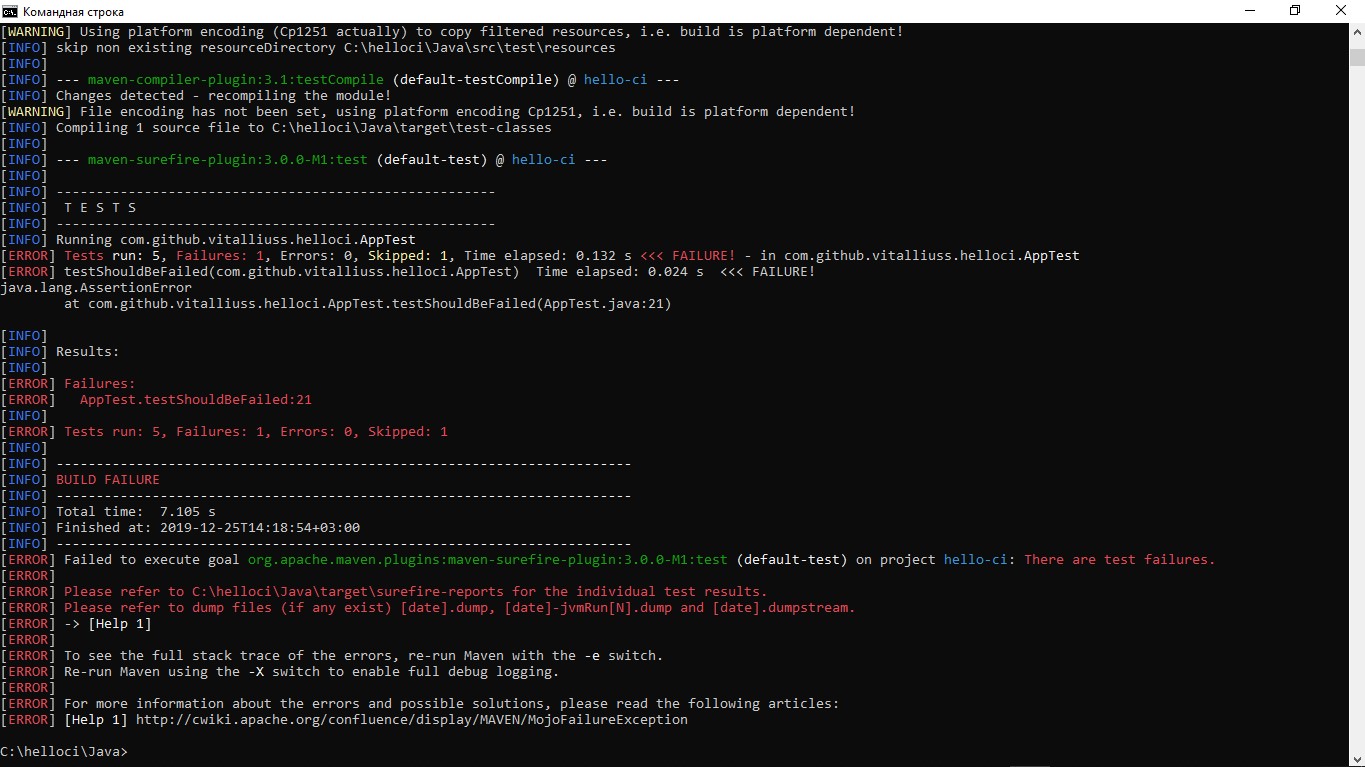 Командная строка
[WARNING] Using platform encoding (Cp1251 actually) to copy filtered resources, i.e. build is platform dependent!
[INFO] skip non existing resourceDirectory C:\helloci\Java\src\test\resources
[INFO]
[INFO] --- maven-compiler-plugin:3.1:testCompile (default-testCompile) @ hello-ci ---
[INFO] Changes detected - recompiling the module!
[WARNING] File encoding has not been set, using platform encoding Cp1251, i.e. build is platform dependent!
[INFO] Compiling 1 source file to C:\helloci\Java\target\test-classes
[INFO]
[INFO] --- maven-surefire-plugin:3.0.0-M1:test (default-test) @ hello-ci ---
[INFO]
[INFO] -------------------------------------------------------
[INFO]  T E S T S
[INFO] -------------------------------------------------------
[INFO] Running com.github.vitalliuss.helloci.AppTest
[ERROR] Tests run: 5, Failures: 1, Errors: 0, Skipped: 1, Time elapsed: 0.132 s <<< FAILURE! - in com.github.vitalliuss.helloci.AppTest
[ERROR] testShouldBeFailed(com.github.vitalliuss.helloci.AppTest)  Time elapsed: 0.024 s  <<< FAILURE!
java.lang.AssertionError
        at com.github.vitalliuss.helloci.AppTest.testShouldBeFailed(AppTest.java:21)
[INFO]
[INFO] Results:
[INFO]
[ERROR] Failures:
[ERROR]   AppTest.testShouldBeFailed:21
[INFO]
[ERROR] Tests run: 5, Failures: 1, Errors: 0, Skipped: 1
[INFO]
[INFO] ------------------------------------------------------------------------
[INFO] BUILD FAILURE
[INFO] ------------------------------------------------------------------------
[INFO] Total time:  7.105 s
[INFO] Finished at: 2019-12-25T14:18:54+03:00
[INFO] ------------------------------------------------------------------------
[ERROR] Failed to execute goal org.apache.maven.plugins:maven-surefire-plugin:3.0.0-M1:test (default-test) on project hello-ci: There are test failures.
[ERROR]
[ERROR] Please refer to C:\helloci\Java\target\surefire-reports for the individual test results.
[ERROR] Please refer to dump files (if any exist) [date].dump, [date]-jvmRun[N].dump and [date].dumpstream.
[ERROR] -> [Help 1]
[ERROR]
[ERROR] To see the full stack trace of the errors, re-run Maven with the -e switch.
[ERROR] Re-run Maven using the -X switch to enable full debug logging.
[ERROR]
[ERROR] For more information about the errors and possible solutions, please read the following articles:
[ERROR] [Help 1] http://cwiki.apache.org/confluence/display/MAVEN/MojoFailureException
C:\helloci\Java>